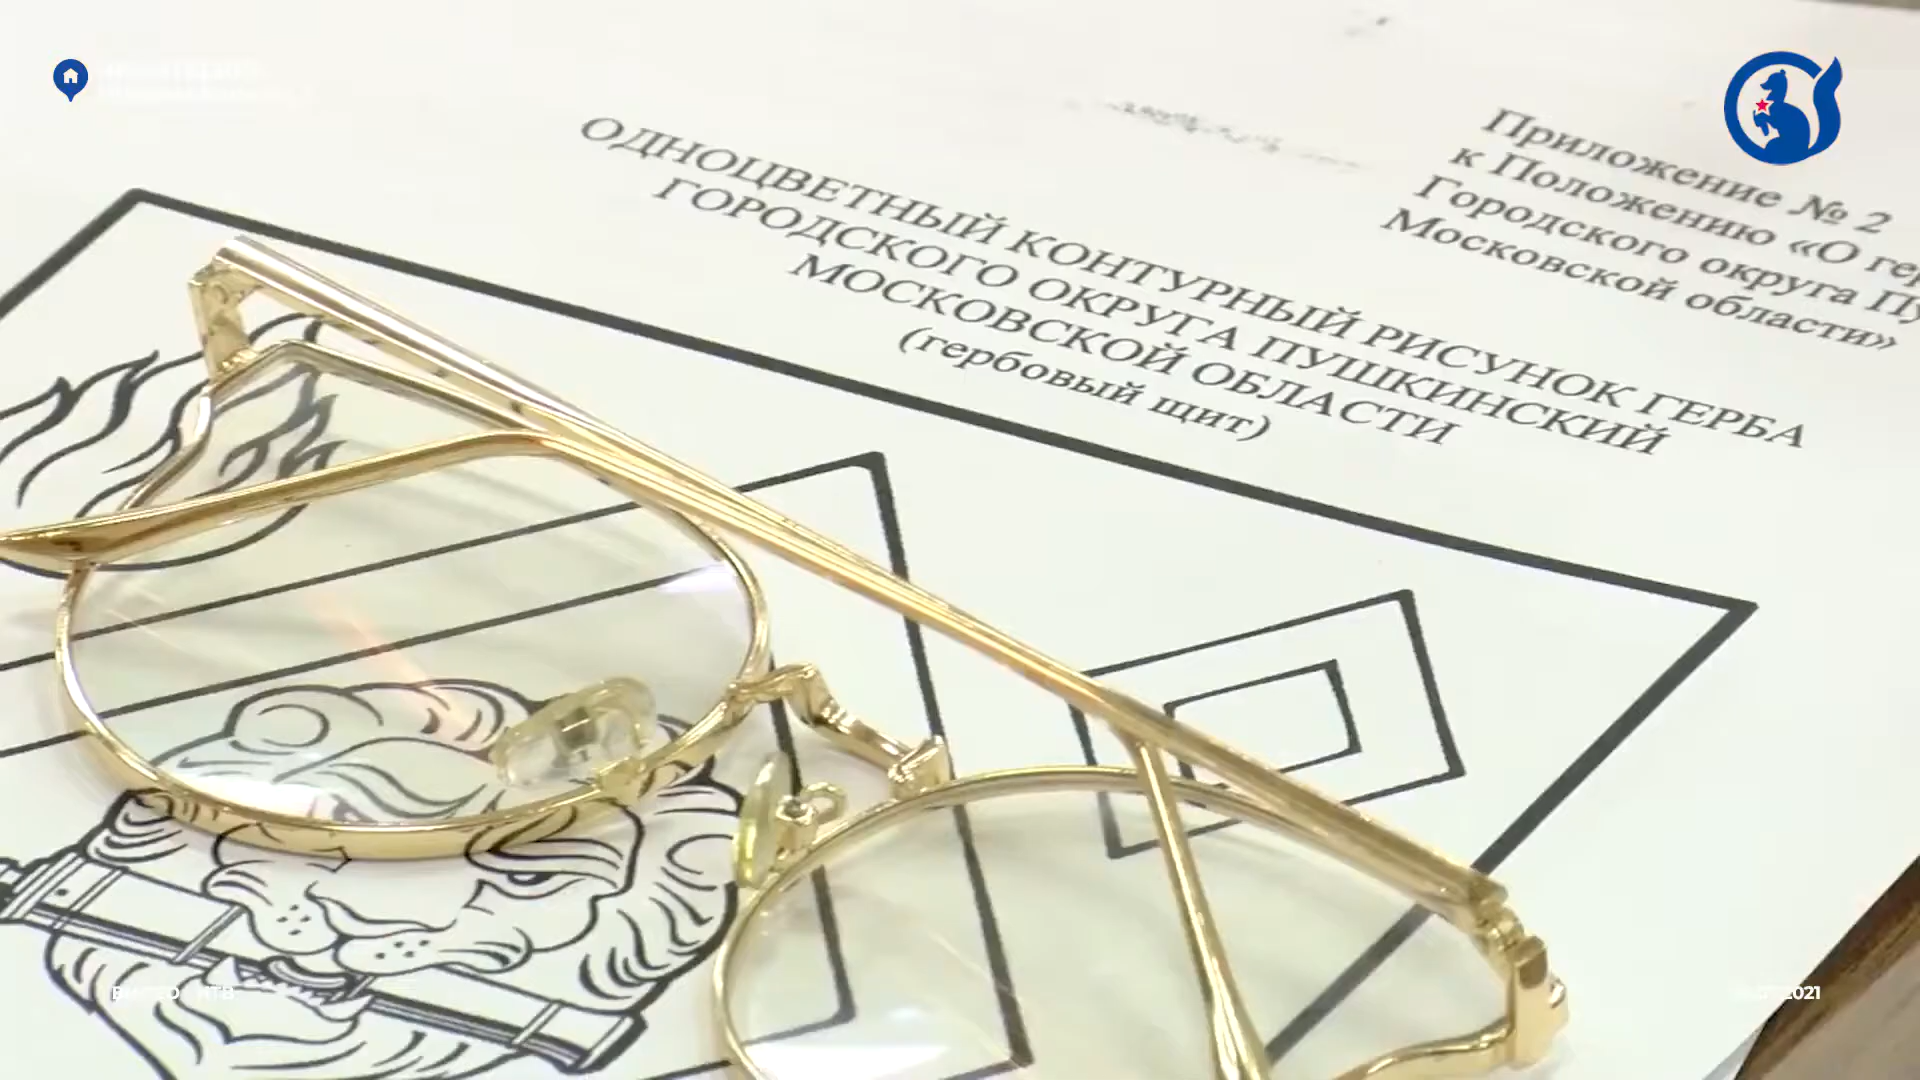 Приложение № 2
к Положению «О гер
Городского округа Пу
Московской области»
ОДНОЦВЕТНЫЙ КОНТУРНЫЙ РИСУНОК ГЕРБА
ГОРОДСКОГО ОКРУГА ПУШКИНСКИЙ
МОСКОВСКОЙ ОБЛАСТИ
(гербовый щит)
2021